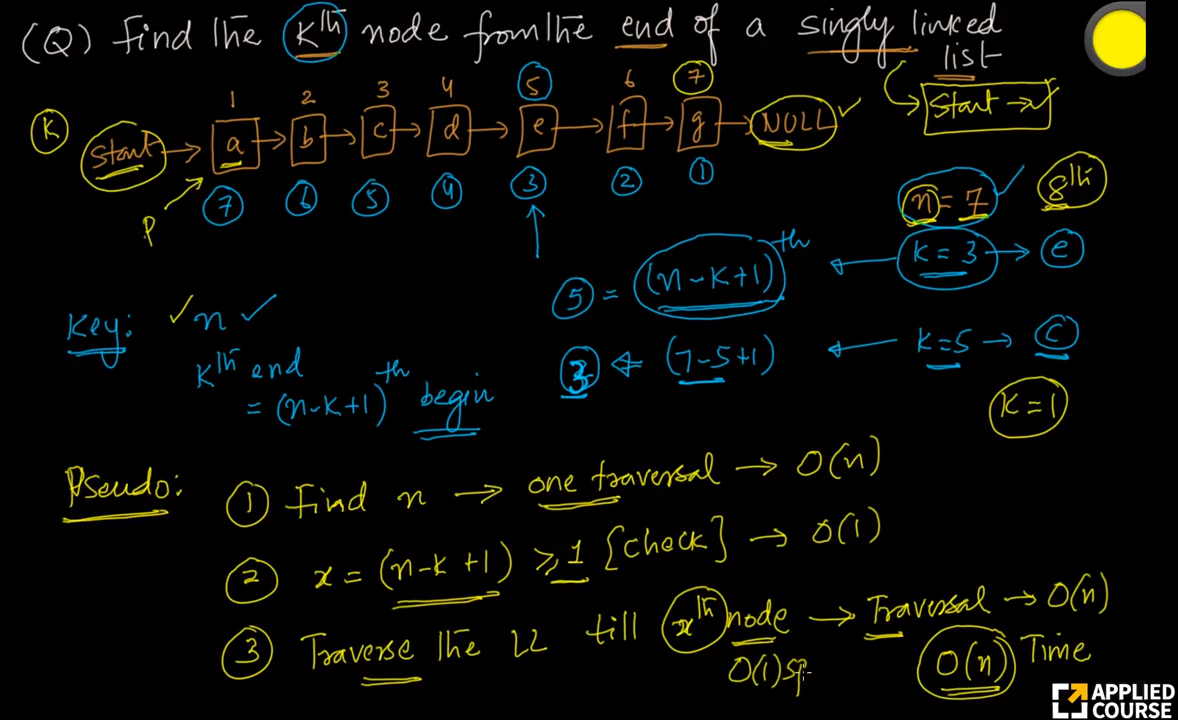 (Q) Find the Kth node from the end of a singly linked
list
1 2 3 4 5 6 7
K Start → a → b → c → d → e → f → g → NULL ✓ Start → ✓
P 7 6 5 4 3 2 1
n = 7 ✓ 8th
5 = (n-K+1)th ← K = 3 → e
Key: ✓ n ✓
3 ⇐ (7-5+1) ← K=5 → c
Kth end
= (n-K+1)th begin
K=1
Pseudo: 1 Find n → one traversal → O(n)
2 x = (n-K+1) ≥ 1 [check] → O(1)
3 Traverse the LL till xth node → Traversal → O(n)
O(1) sp O(n) Time
APPLIED
COURSE